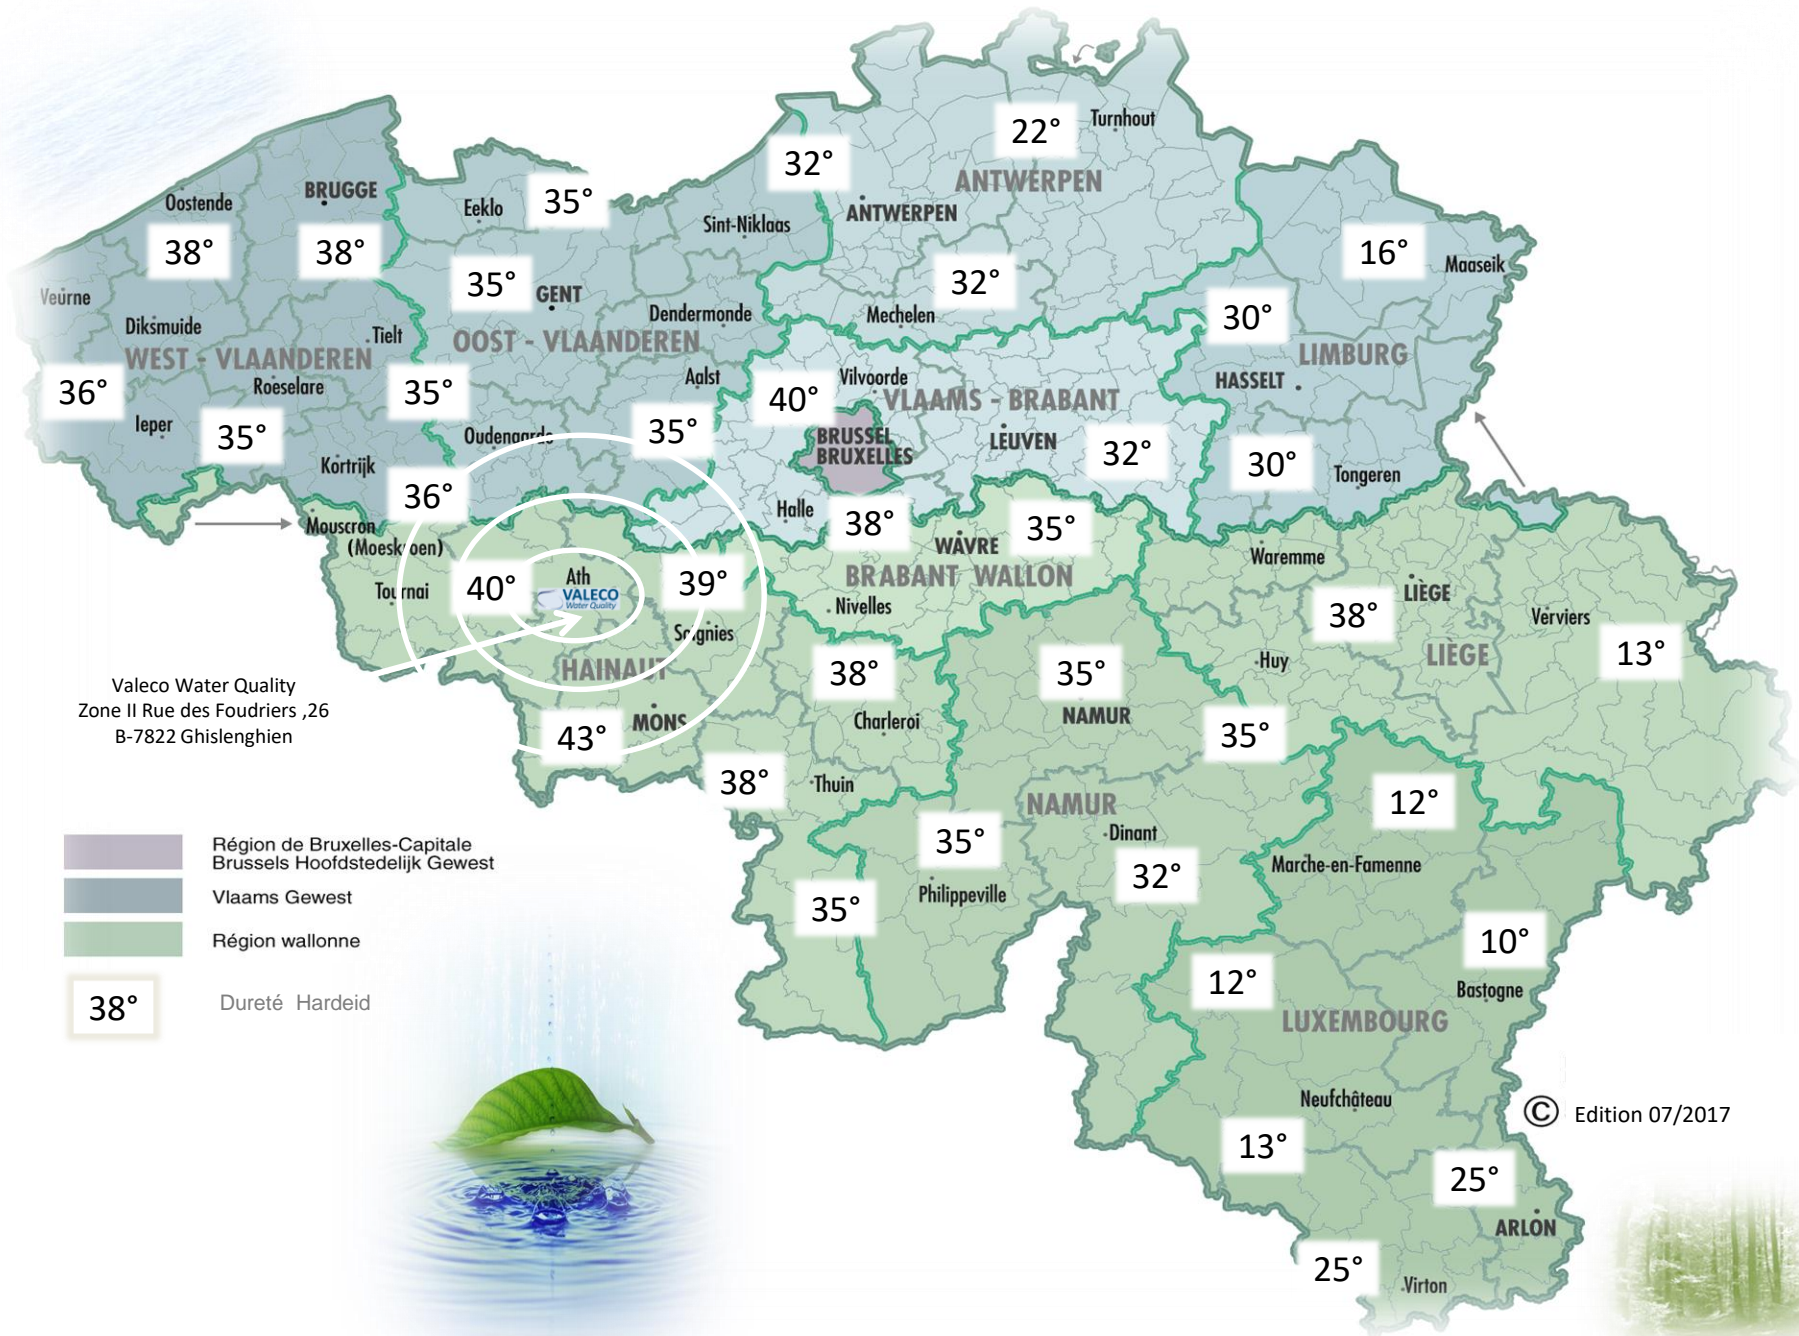 22°
Turnhout
32°
ANTWERPEN
ANTWERPEN
Oostende
BRUGGE
Eeklo
35°
Sint-Niklaas
38°
38°
16°
Maaseik
Veurne
35°
GENT
32°
Diksmuide
Tielt
Dendermonde
Mechelen
30°
WEST - VLAANDEREN
OOST - VLAANDEREN
LIMBURG
36°
Roeselare
35°
Aalst
40°
Vilvoorde
VLAAMS - BRABANT
HASSELT
Ieper
35°
Oudenaarde
35°
BRUSSEL
BRUXELLES
LEUVEN
32°
30°
Tongeren
Kortrijk
36°
Halle
38°
35°
Mouscron
(Moeskroen)
WAVRE
Waremme
Tournai
40°
Ath
VALECO
Water Quality
39°
BRABANT WALLON
Nivelles
38°
LIÈGE
Verviers
13°
Soignies
HAINAUT
38°
35°
Huy
LIÈGE
Valeco Water Quality
Zone II Rue des Foudriers ,26
B-7822 Ghislenghien
43°
MONS
Charleroi
NAMUR
35°
38°
Thuin
NAMUR
12°
35°
Dinant
Région de Bruxelles-Capitale
Brussels Hoofdstedelijk Gewest
Vlaams Gewest
Région wallonne
38°
Dureté Hardeid
35°
Philippeville
32°
Marche-en-Famenne
10°
12°
Bastogne
LUXEMBOURG
Neufchâteau
© Edition 07/2017
13°
25°
ARLON
25°
Virton